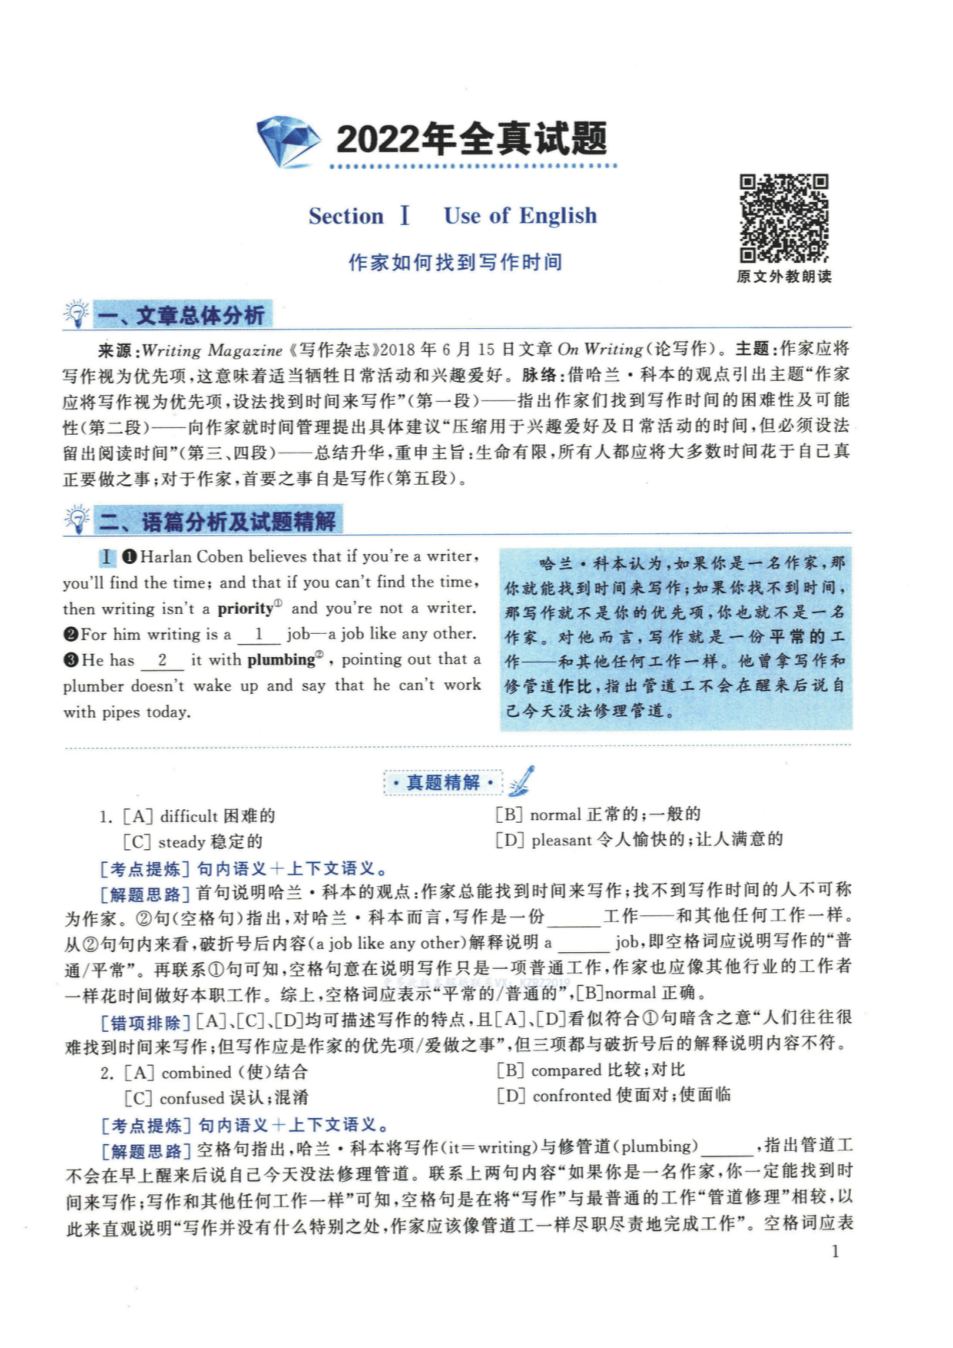 2022年全真试题
Section Ⅰ Use of English
作家如何找到写作时间
原文外教朗读
一、文章总体分析
来源:Writing Magazine《写作杂志》2018 年 6 月 15 日文章 On Writing(论写作)。主题:作家应将
写作视为优先项,这意味着适当牺牲日常活动和兴趣爱好。脉络:借哈兰·科本的观点引出主题“作家
应将写作视为优先项,设法找到时间来写作”(第一段)——指出作家们找到写作时间的困难性及可能
性(第二段)——向作家就时间管理提出具体建议“压缩用于兴趣爱好及日常活动的时间,但必须设法
留出阅读时间”(第三、四段)——总结升华,重申主旨:生命有限,所有人都应将大多数时间花于自己真
正要做之事;对于作家,首要之事自是写作(第五段)。
二、语篇分析及试题精解
Ⅰ ❶Harlan Coben believes that if you're a writer,
you'll find the time; and that if you can't find the time,
then writing isn't a priority① and you're not a writer.
❷For him writing is a 1 job—a job like any other.
❸He has 2 it with plumbing②, pointing out that a
plumber doesn't wake up and say that he can't work
with pipes today.
哈兰·科本认为,如果你是一名作家,那
你就能找到时间来写作;如果你找不到时间,
那写作就不是你的优先项,你也就不是一名
作家。对他而言,写作就是一份平常的工
作——和其他任何工作一样。他曾拿写作和
修管道作比,指出管道工不会在醒来后说自
己今天没法修理管道。
·真题精解·
1. [A] difficult 困难的 [B] normal 正常的;一般的
[C] steady 稳定的 [D] pleasant 令人愉快的;让人满意的
[考点提炼] 句内语义＋上下文语义。
[解题思路] 首句说明哈兰·科本的观点:作家总能找到时间来写作;找不到写作时间的人不可称
为作家。②句(空格句)指出,对哈兰·科本而言,写作是一份______工作——和其他任何工作一样。
从②句句内来看,破折号后内容(a job like any other)解释说明 a______job,即空格词应说明写作的“普
通/平常”。再联系①句可知,空格句意在说明写作只是一项普通工作,作家也应像其他行业的工作者
一样花时间做好本职工作。综上,空格词应表示“平常的/普通的”,[B]normal 正确。
[错项排除] [A]、[C]、[D]均可描述写作的特点,且[A]、[D]看似符合①句暗含之意“人们往往很
难找到时间来写作;但写作应是作家的优先项/爱做之事”,但三项都与破折号后的解释说明内容不符。
2. [A] combined (使)结合 [B] compared 比较;对比
[C] confused 误认;混淆 [D] confronted 使面对;使面临
[考点提炼] 句内语义＋上下文语义。
[解题思路] 空格句指出,哈兰·科本将写作(it＝writing)与修管道(plumbing)______,指出管道工
不会在早上醒来后说自己今天没法修理管道。联系上两句内容“如果你是一名作家,你一定能找到时
间来写作;写作和其他任何工作一样”可知,空格句是在将“写作”与最普通的工作“管道修理”相较,以
此来直观说明“写作并没有什么特别之处,作家应该像管道工一样尽职尽责地完成工作”。空格词应表
1